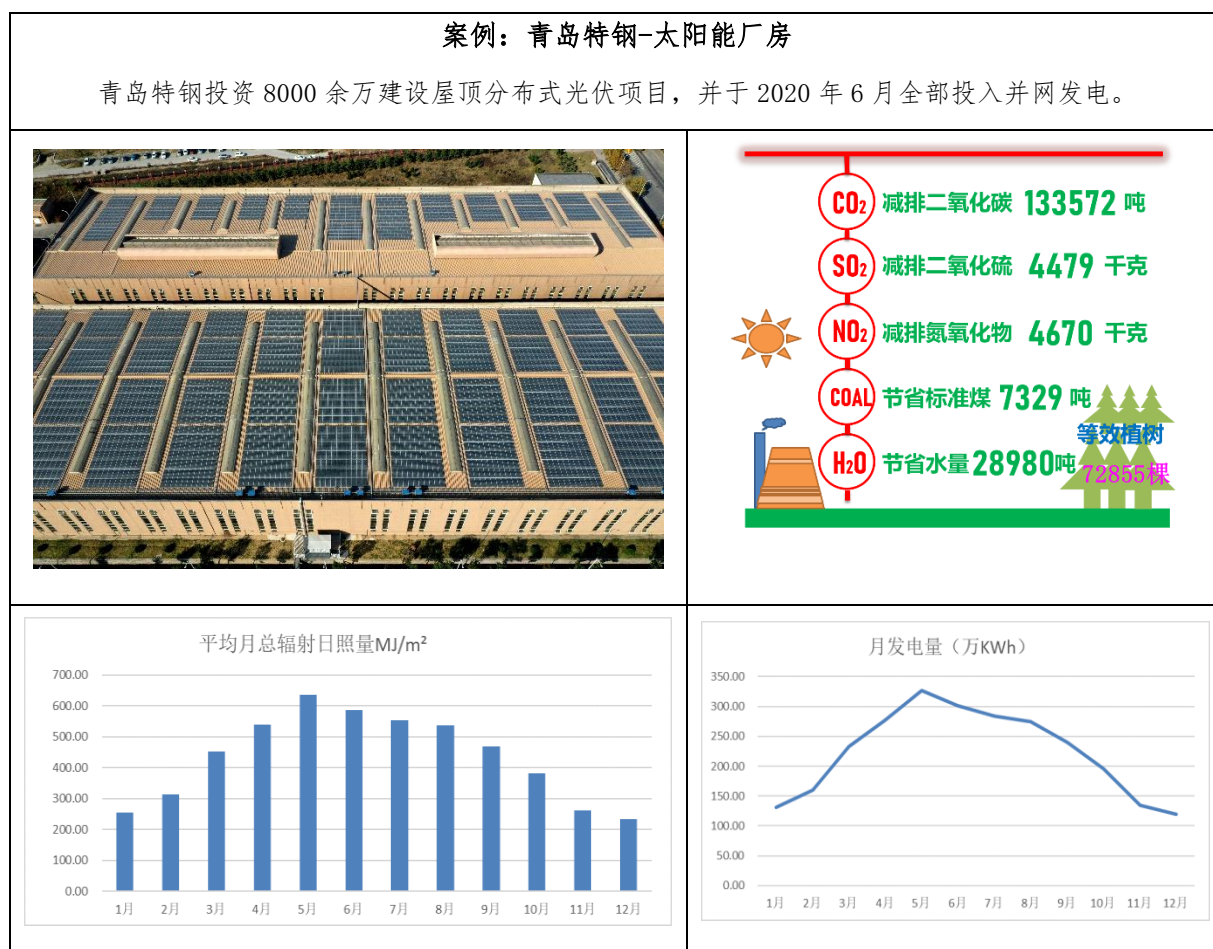 案例：青岛特钢-太阳能厂房
青岛特钢投资 8000 余万建设屋顶分布式光伏项目，并于 2020 年 6 月全部投入并网发电。
CO₂ 减排二氧化碳 133572 吨
SO₂ 减排二氧化硫 4479 千克
NO₂ 减排氮氧化物 4670 千克
COAL 节省标准煤 7329 吨
等效植树
H₂O 节省水量 28980吨
72855棵
平均月总辐射日照量MJ/m²
700.00
600.00
500.00
400.00
300.00
200.00
100.00
0.00
1月 2月 3月 4月 5月 6月 7月 8月 9月 10月 11月 12月
月发电量（万KWh）
350.00
300.00
250.00
200.00
150.00
100.00
50.00
0.00
1月 2月 3月 4月 5月 6月 7月 8月 9月 10月 11月 12月